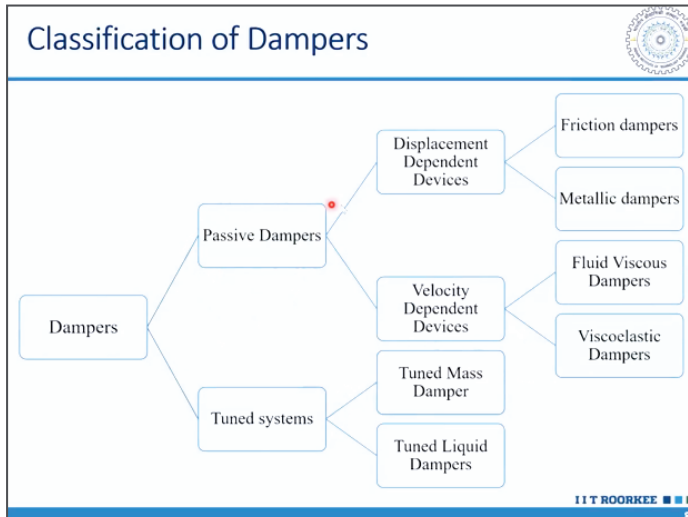 Classification of Dampers
Dampers
Passive Dampers
Tuned systems
Displacement
Dependent
Devices
Velocity
Dependent
Devices
Tuned Mass
Damper
Tuned Liquid
Dampers
Friction dampers
Metallic dampers
Fluid Viscous
Dampers
Viscoelastic
Dampers
I I T ROORKEE